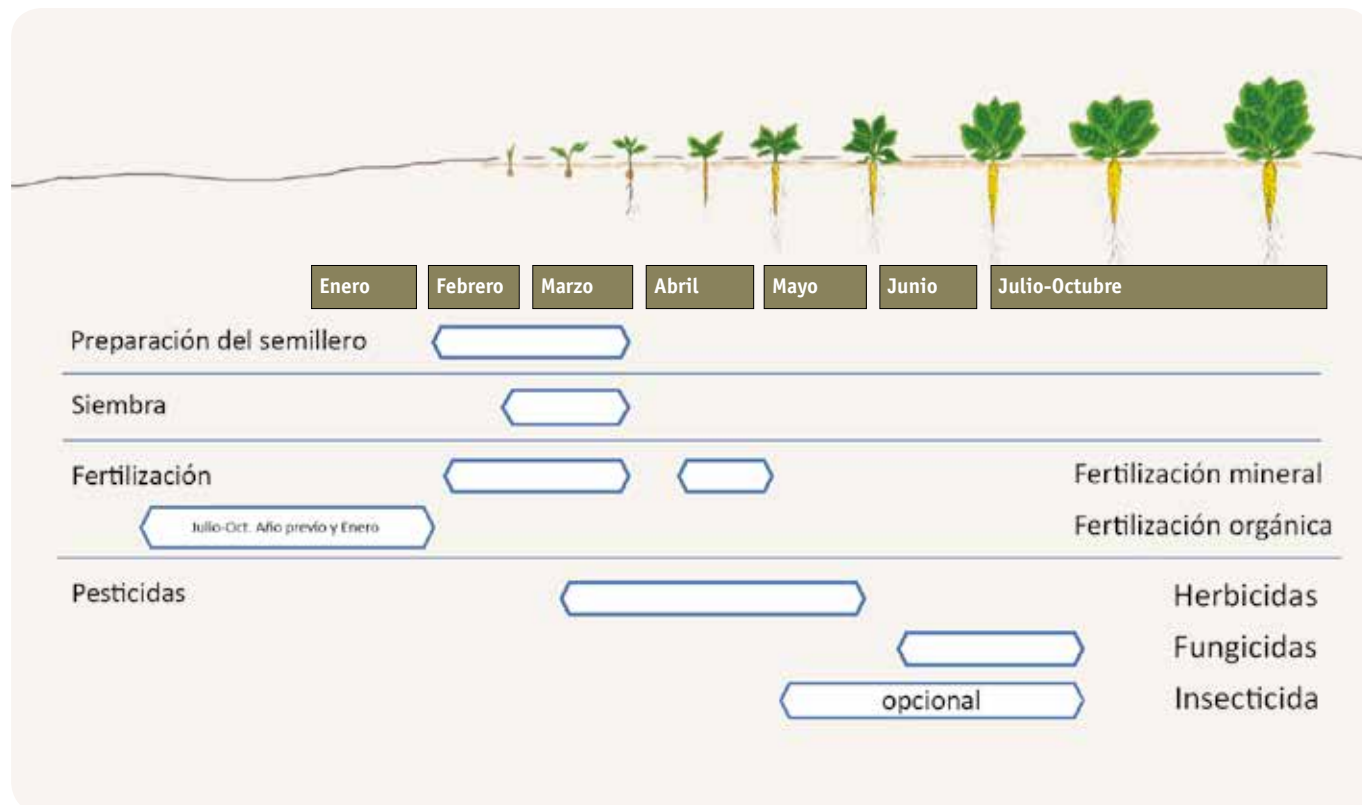 Enero Febrero Marzo Abril Mayo Junio Julio-Octubre
Preparación del semillero
Siembra
Fertilización Fertilización mineral
Julio-Oct. Año previo y Enero Fertilización orgánica
Pesticidas Herbicidas
Fungicidas
opcional Insecticida